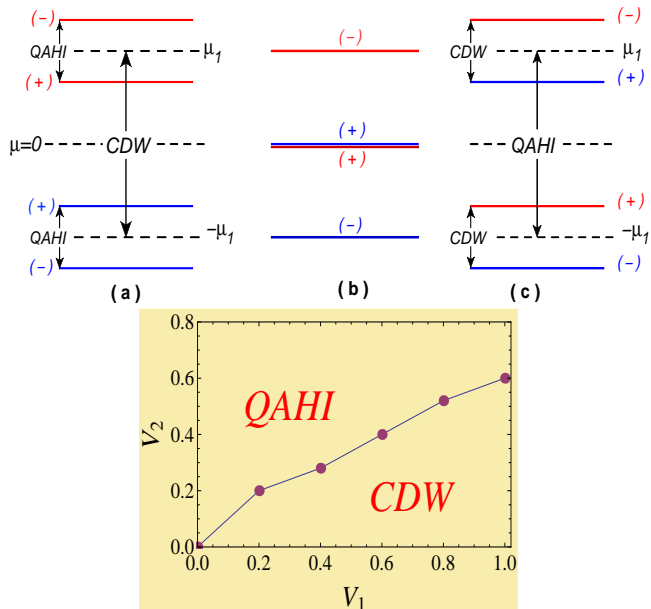 (−) (−) (−)
QAHI μ1 CDW μ1
(+) (+)
(+)
μ=0 CDW QAHI
(+)
(+) (+)
(−)
QAHI −μ1 CDW −μ1
(−) (−)
(a) (b) (c)
0.8
0.6
QAHI
V2 0.4
CDW
0.2
0.0
0.0 0.2 0.4 0.6 0.8 1.0
V1